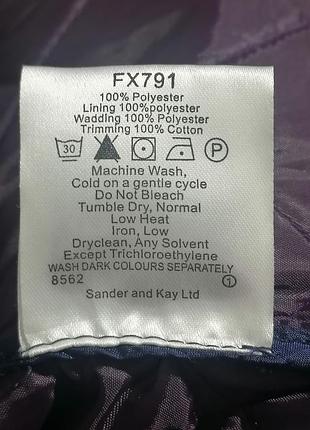 FX791
100% Polyester
Lining 100%polyester
Wadding 100% Polyester
Trimming 100% Cotton
30 P
Machine Wash,
Cold on a gentle cycle
Do Not Bleach
Tumble Dry, Normal
Low Heat
Iron, Low
Dryclean, Any Solvent
Except Trichloroethylene
WASH DARK COLOURS SEPARATELY
8562 1
Sander and Kay Ltd